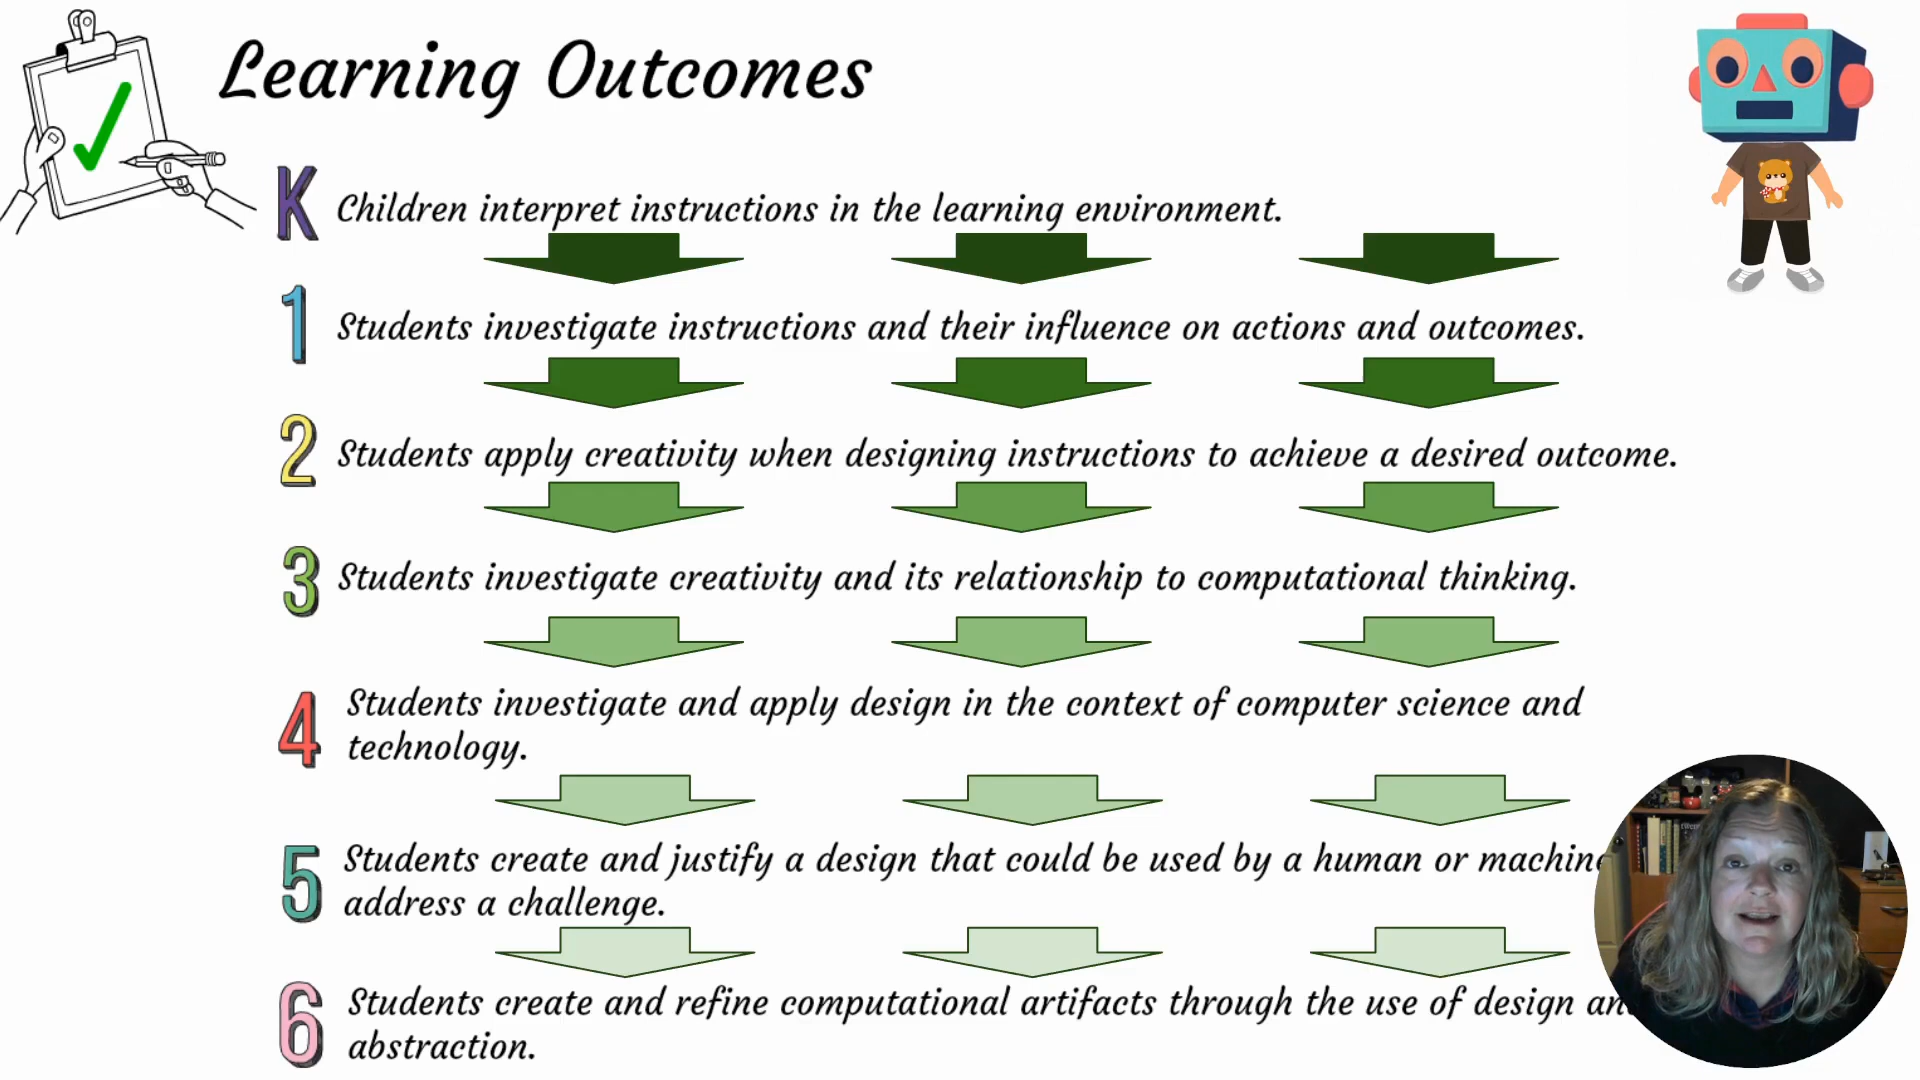 Learning Outcomes
K Children interpret instructions in the learning environment.
1 Students investigate instructions and their influence on actions and outcomes.
2 Students apply creativity when designing instructions to achieve a desired outcome.
3 Students investigate creativity and its relationship to computational thinking.
4 Students investigate and apply design in the context of computer science and
technology.
5 Students create and justify a design that could be used by a human or
address a challenge.
6 Students create and refine computational artifacts through the use of design
abstraction.